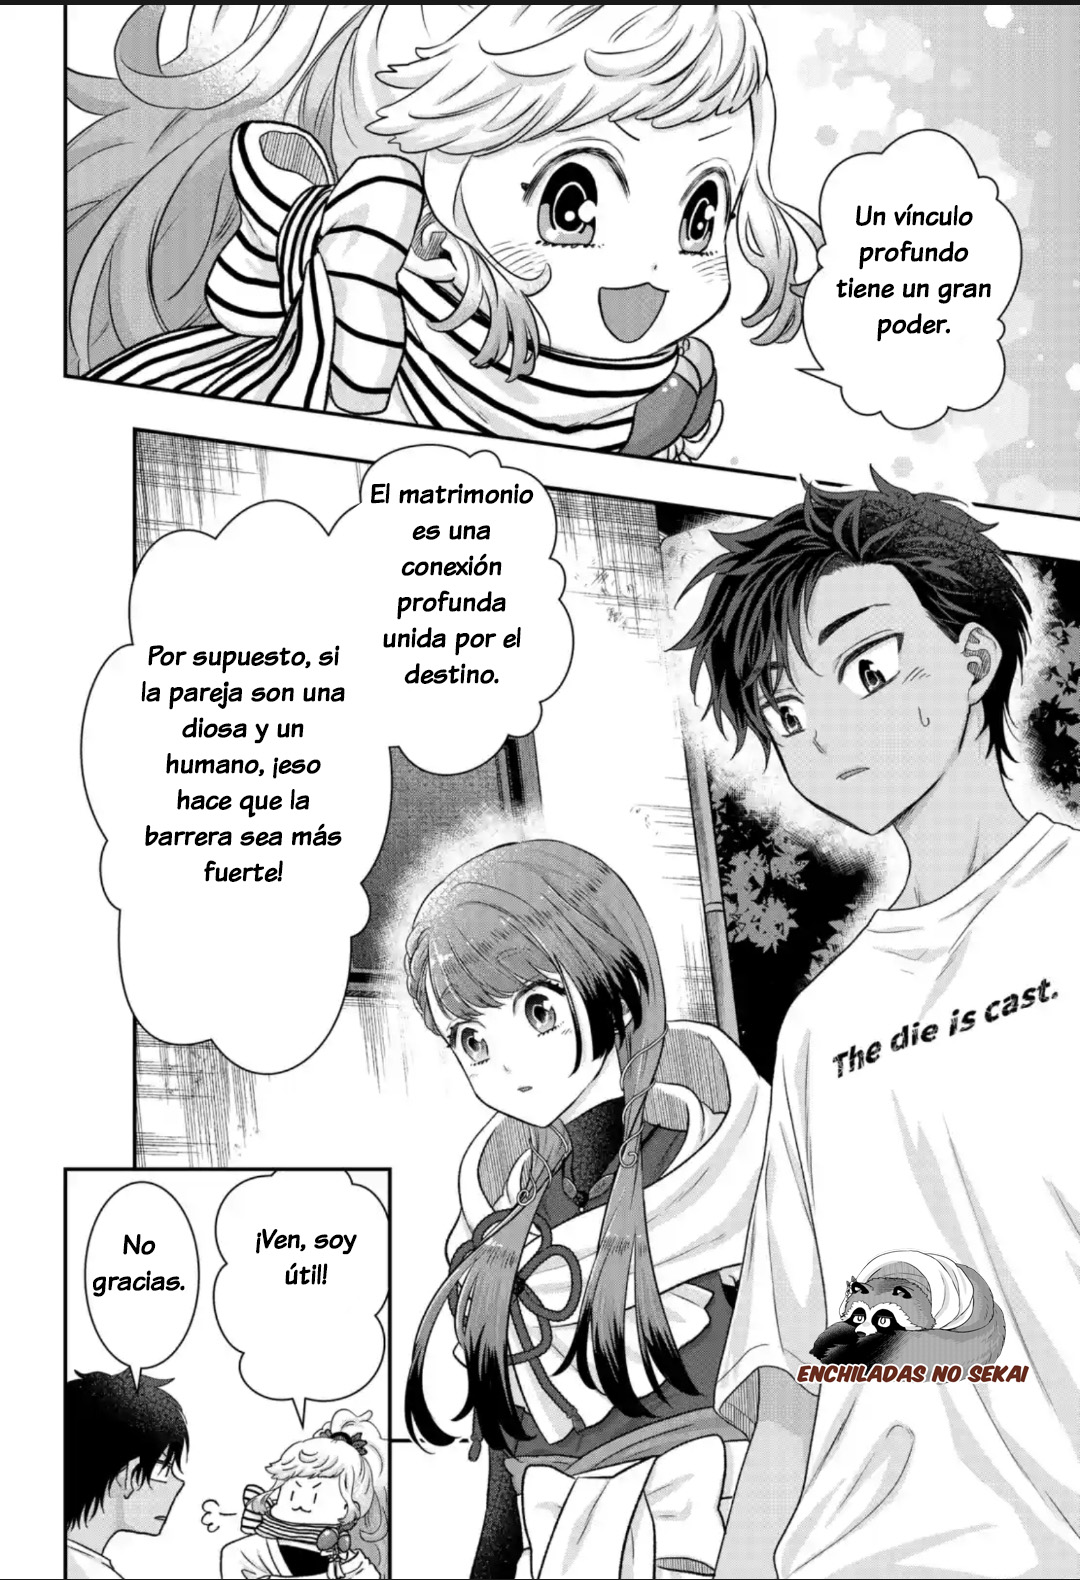 Un vínculo
profundo
tiene un gran
poder.
El matrimonio
es una
conexión
profunda
unida por el
destino.
Por supuesto, si
la pareja son una
diosa y un
humano, ¡eso
hace que la
barrera sea más
fuerte!
The die is cast.
¡Ven, soy
útil!
No
gracias.
ENCHILADAS NO SEKAI